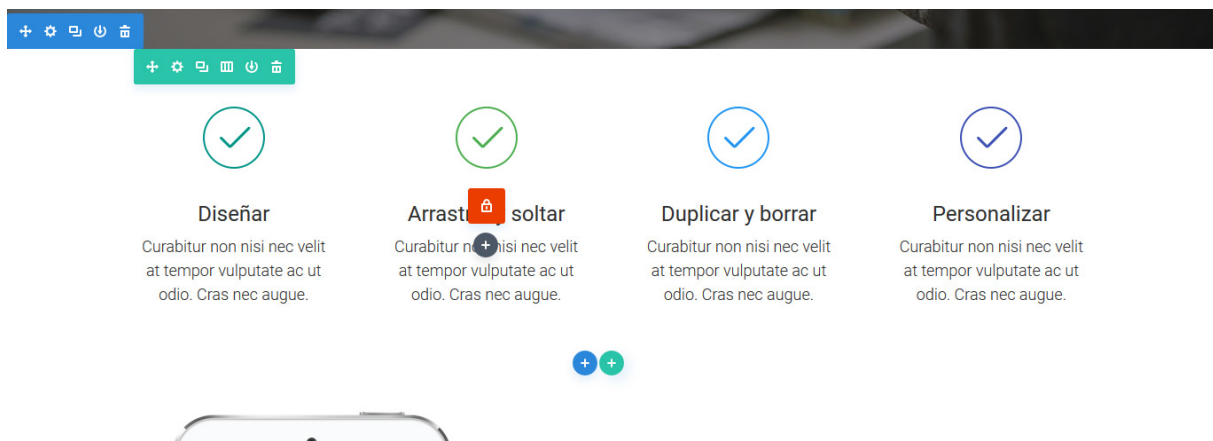 Diseñar
Arrastr y soltar
Duplicar y borrar
Personalizar
Curabitur non nisi nec velit
at tempor vulputate ac ut
odio. Cras nec augue.
Curabitur nisi nec velit
at tempor vulputate ac ut
odio. Cras nec augue.
Curabitur non nisi nec velit
at tempor vulputate ac ut
odio. Cras nec augue.
Curabitur non nisi nec velit
at tempor vulputate ac ut
odio. Cras nec augue.